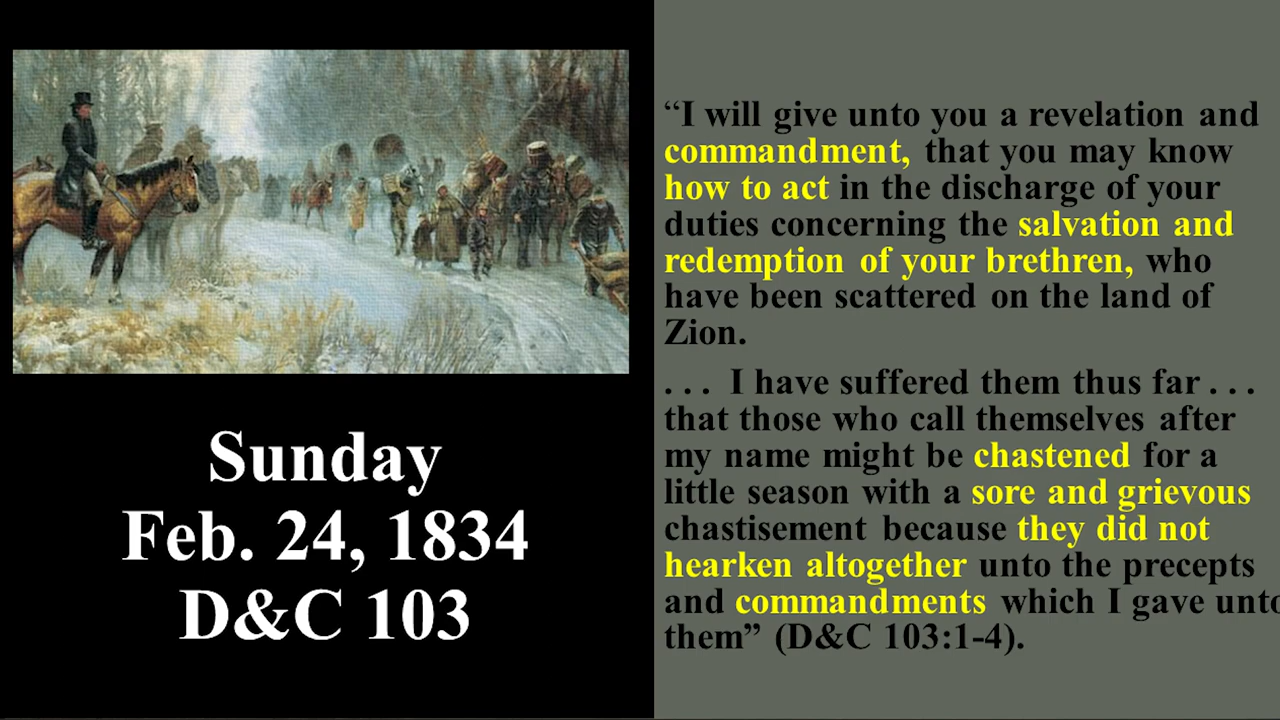 Sunday
Feb. 24, 1834
D&C 103
“I will give unto you a revelation and
commandment, that you may know
how to act in the discharge of your
duties concerning the salvation and
redemption of your brethren, who
have been scattered on the land of
Zion.
. . .  I have suffered them thus far . . .
that those who call themselves after
my name might be chastened for a
little season with a sore and grievous
chastisement because they did not
hearken altogether unto the precepts
and commandments which I gave unto
them” (D&C 103:1-4).